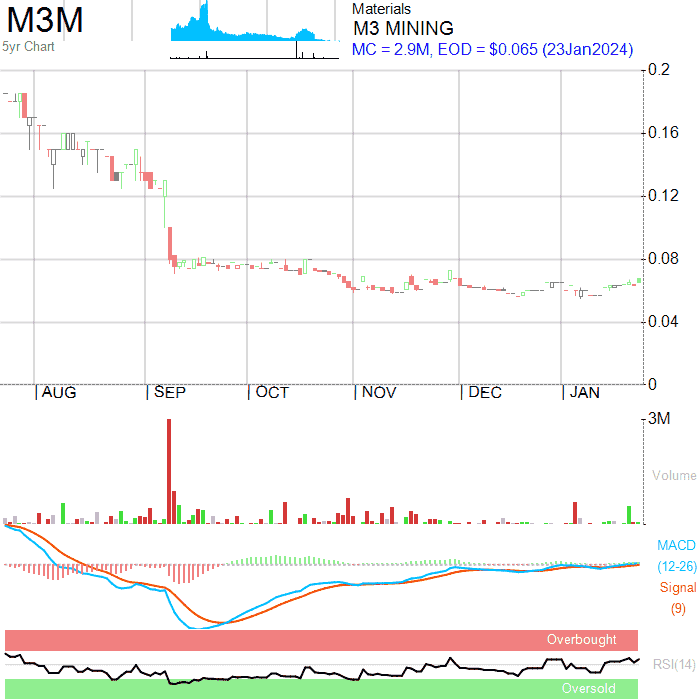 M3M
5yr Chart
Materials
M3 MINING
MC = 2.9M, EOD = $0.065 (23Jan2024)
0.2
0.16
0.12
0.08
0.04
0
AUG
SEP
OCT
NOV
DEC
JAN
3M
Volume
MACD
(12-26)
Signal
(9)
Overbought
RSI(14)
Oversold